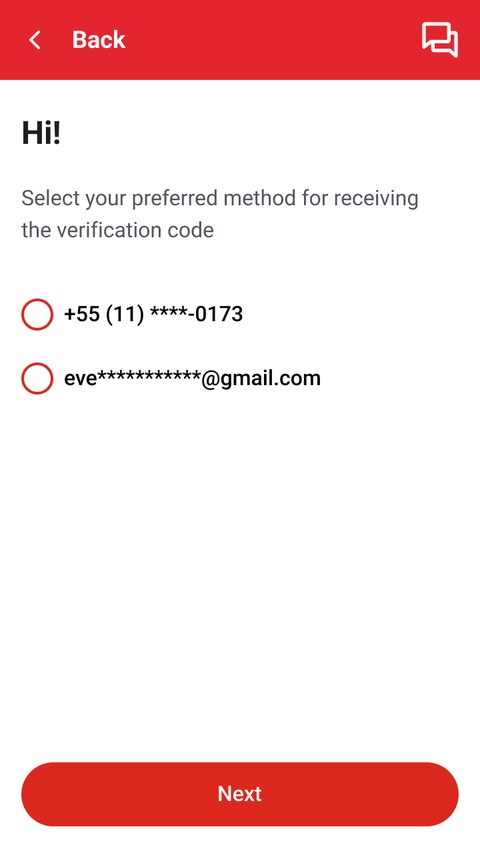 Back
Hi!
Select your preferred method for receiving
the verification code
+55 (11) ****-0173
eve***********@gmail.com
Next